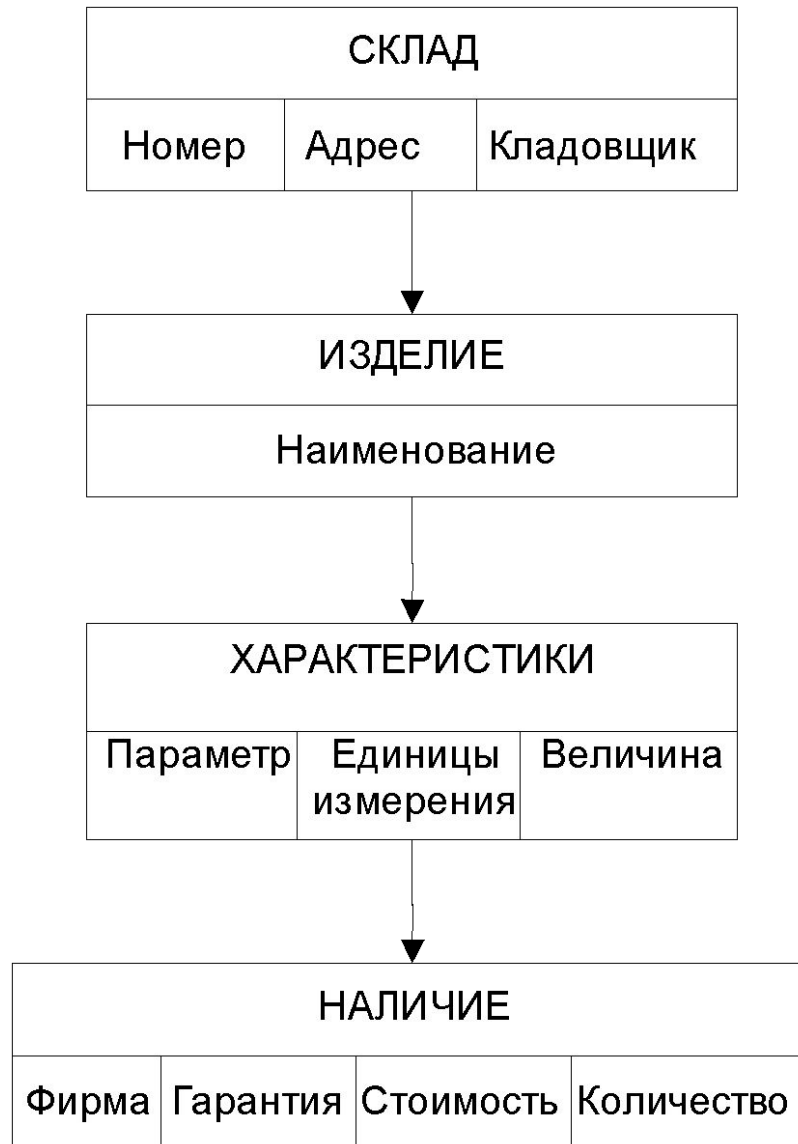 СКЛАД
Номер Адрес Кладовщик
ИЗДЕЛИЕ
Наименование
ХАРАКТЕРИСТИКИ
Параметр Единицы Величина
измерения
НАЛИЧИЕ
Фирма Гарантия Стоимость Количество